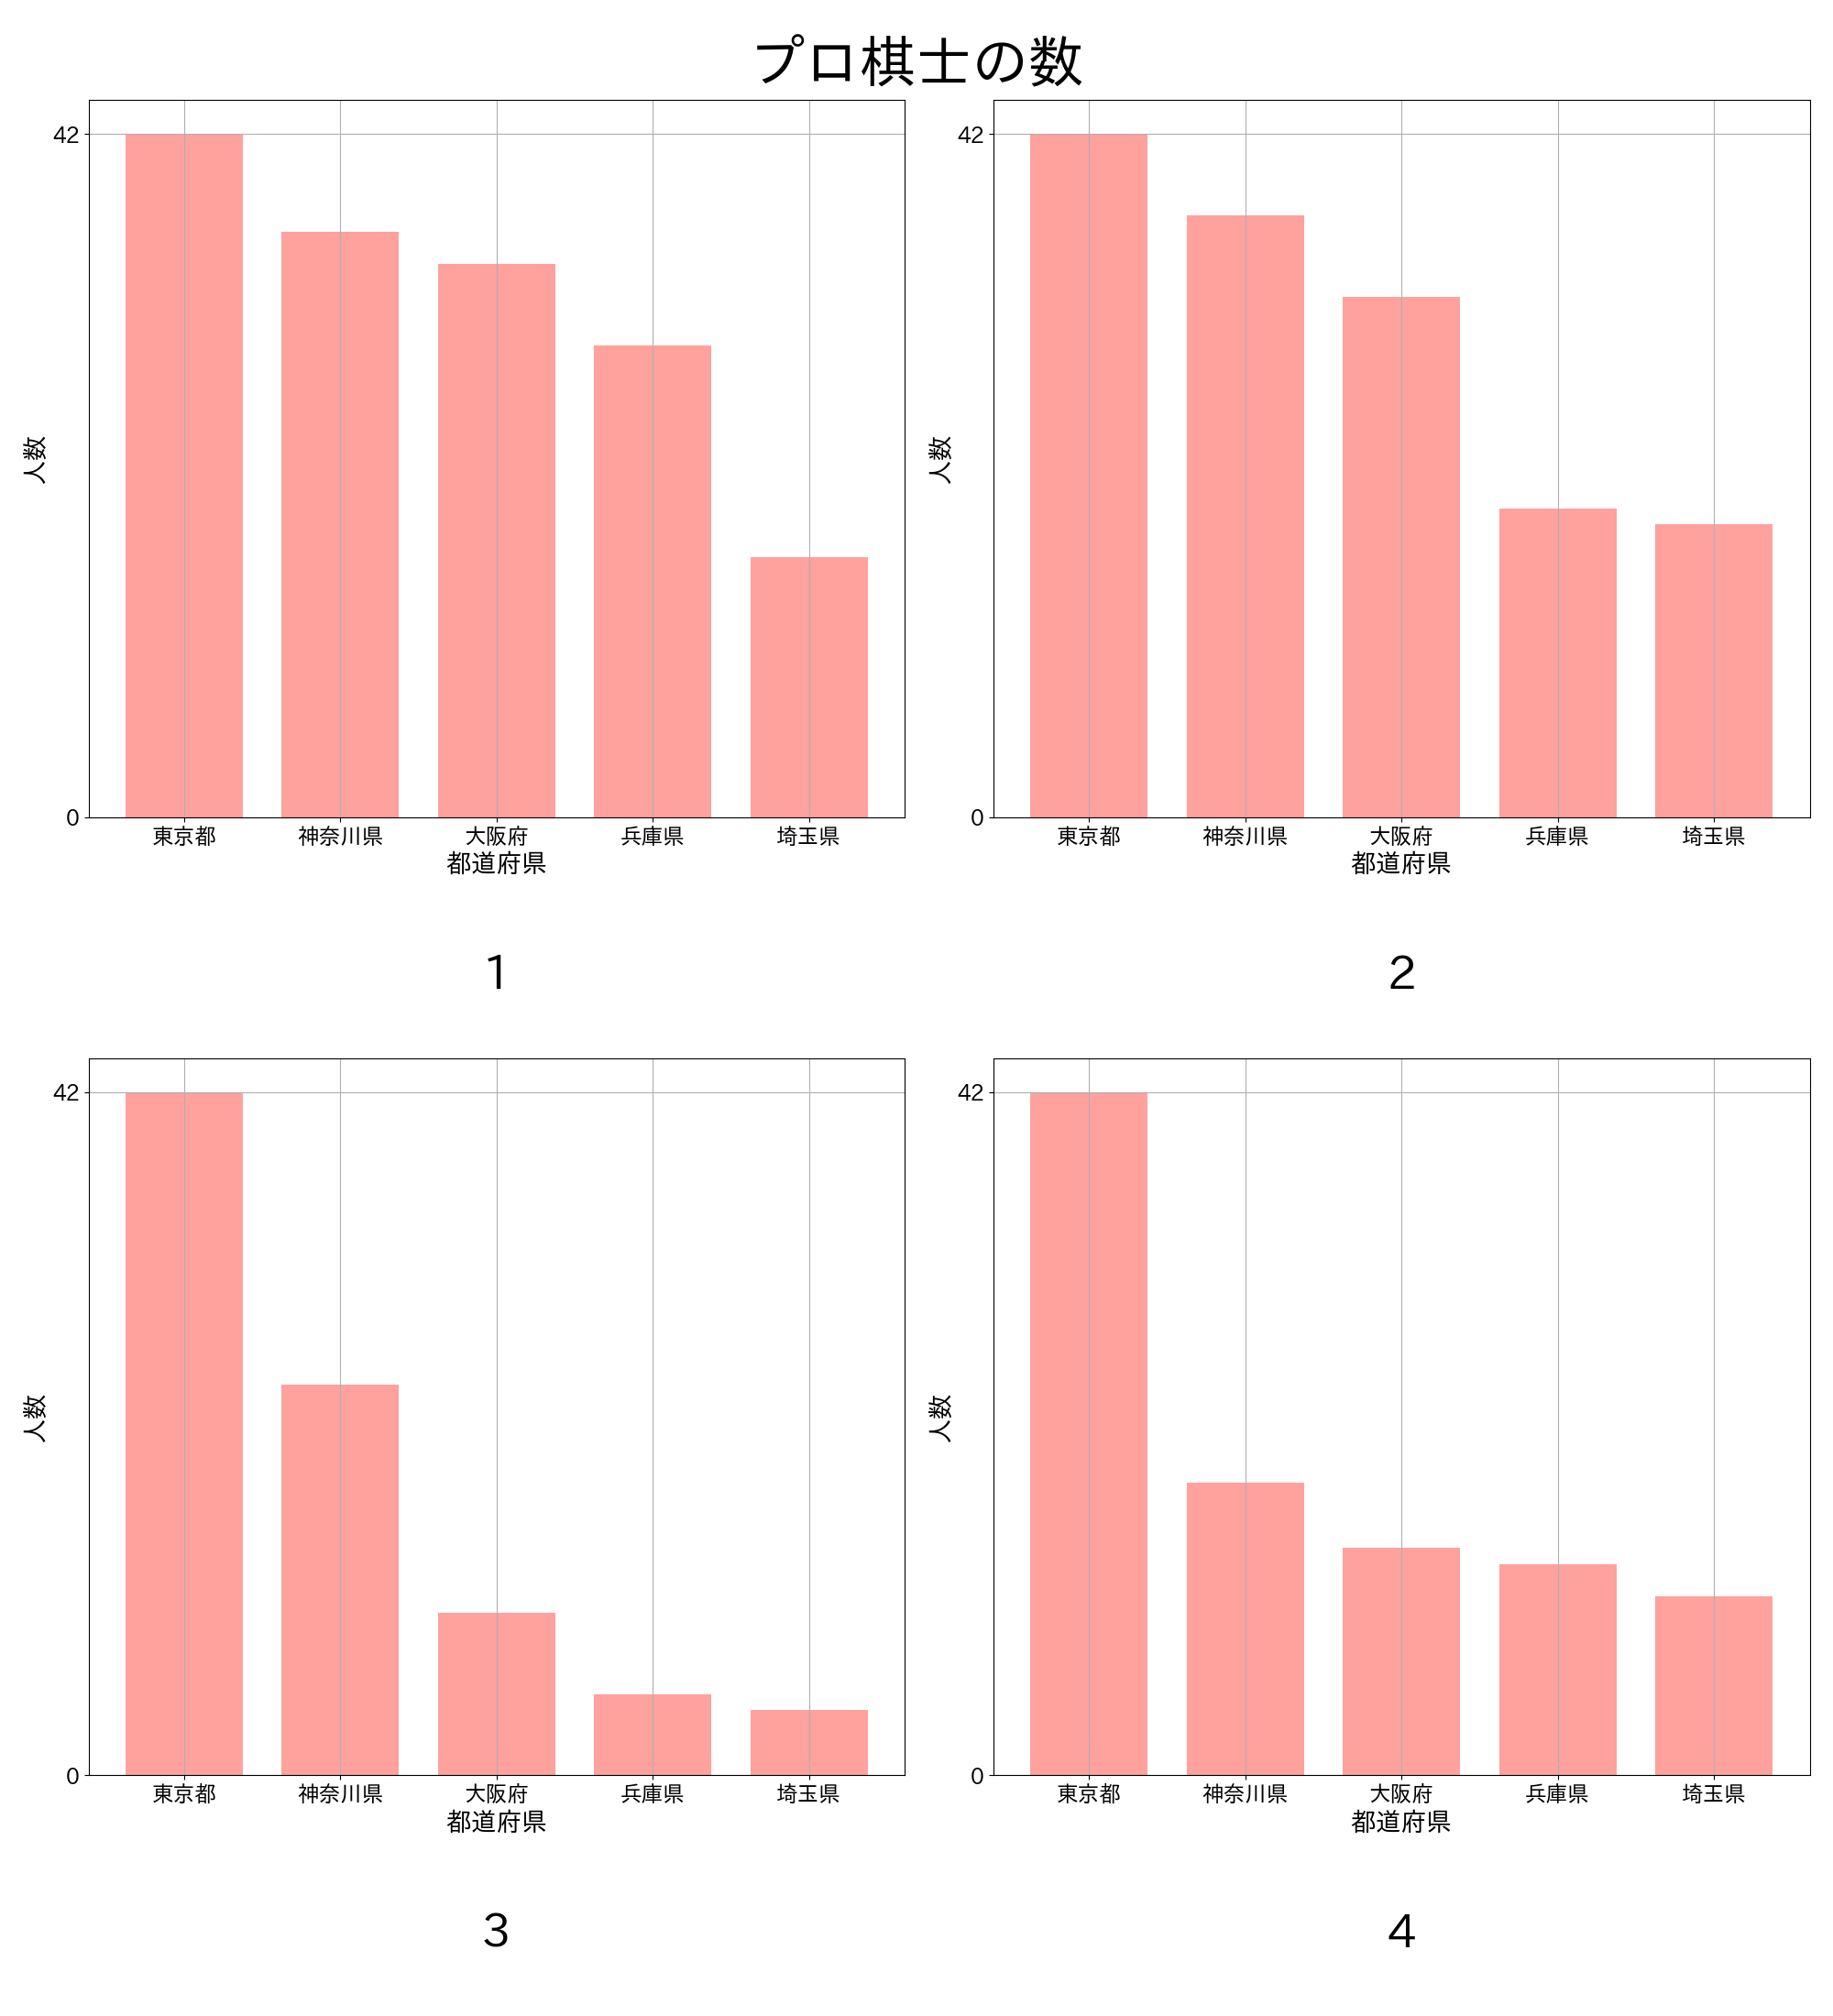 プロ棋士の数
42
0
人数
東京都 神奈川県 大阪府 兵庫県 埼玉県
都道府県
1
42
0
人数
東京都 神奈川県 大阪府 兵庫県 埼玉県
都道府県
2
42
0
人数
東京都 神奈川県 大阪府 兵庫県 埼玉県
都道府県
3
42
0
人数
東京都 神奈川県 大阪府 兵庫県 埼玉県
都道府県
4